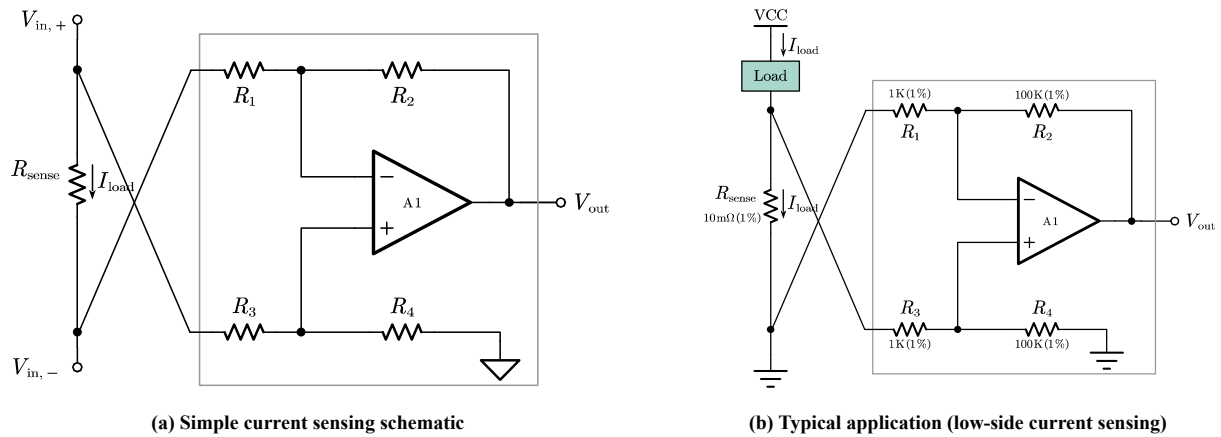 V_in,+
R_sense
I_load
V_in,−
R_1
R_2
−
A1
+
V_out
R_3
R_4
(a) Simple current sensing schematic
VCC
I_load
Load
R_sense
10mΩ(1%)
I_load
1K(1%)
R_1
100K(1%)
R_2
−
A1
+
V_out
R_3
1K(1%)
R_4
100K(1%)
(b) Typical application (low-side current sensing)